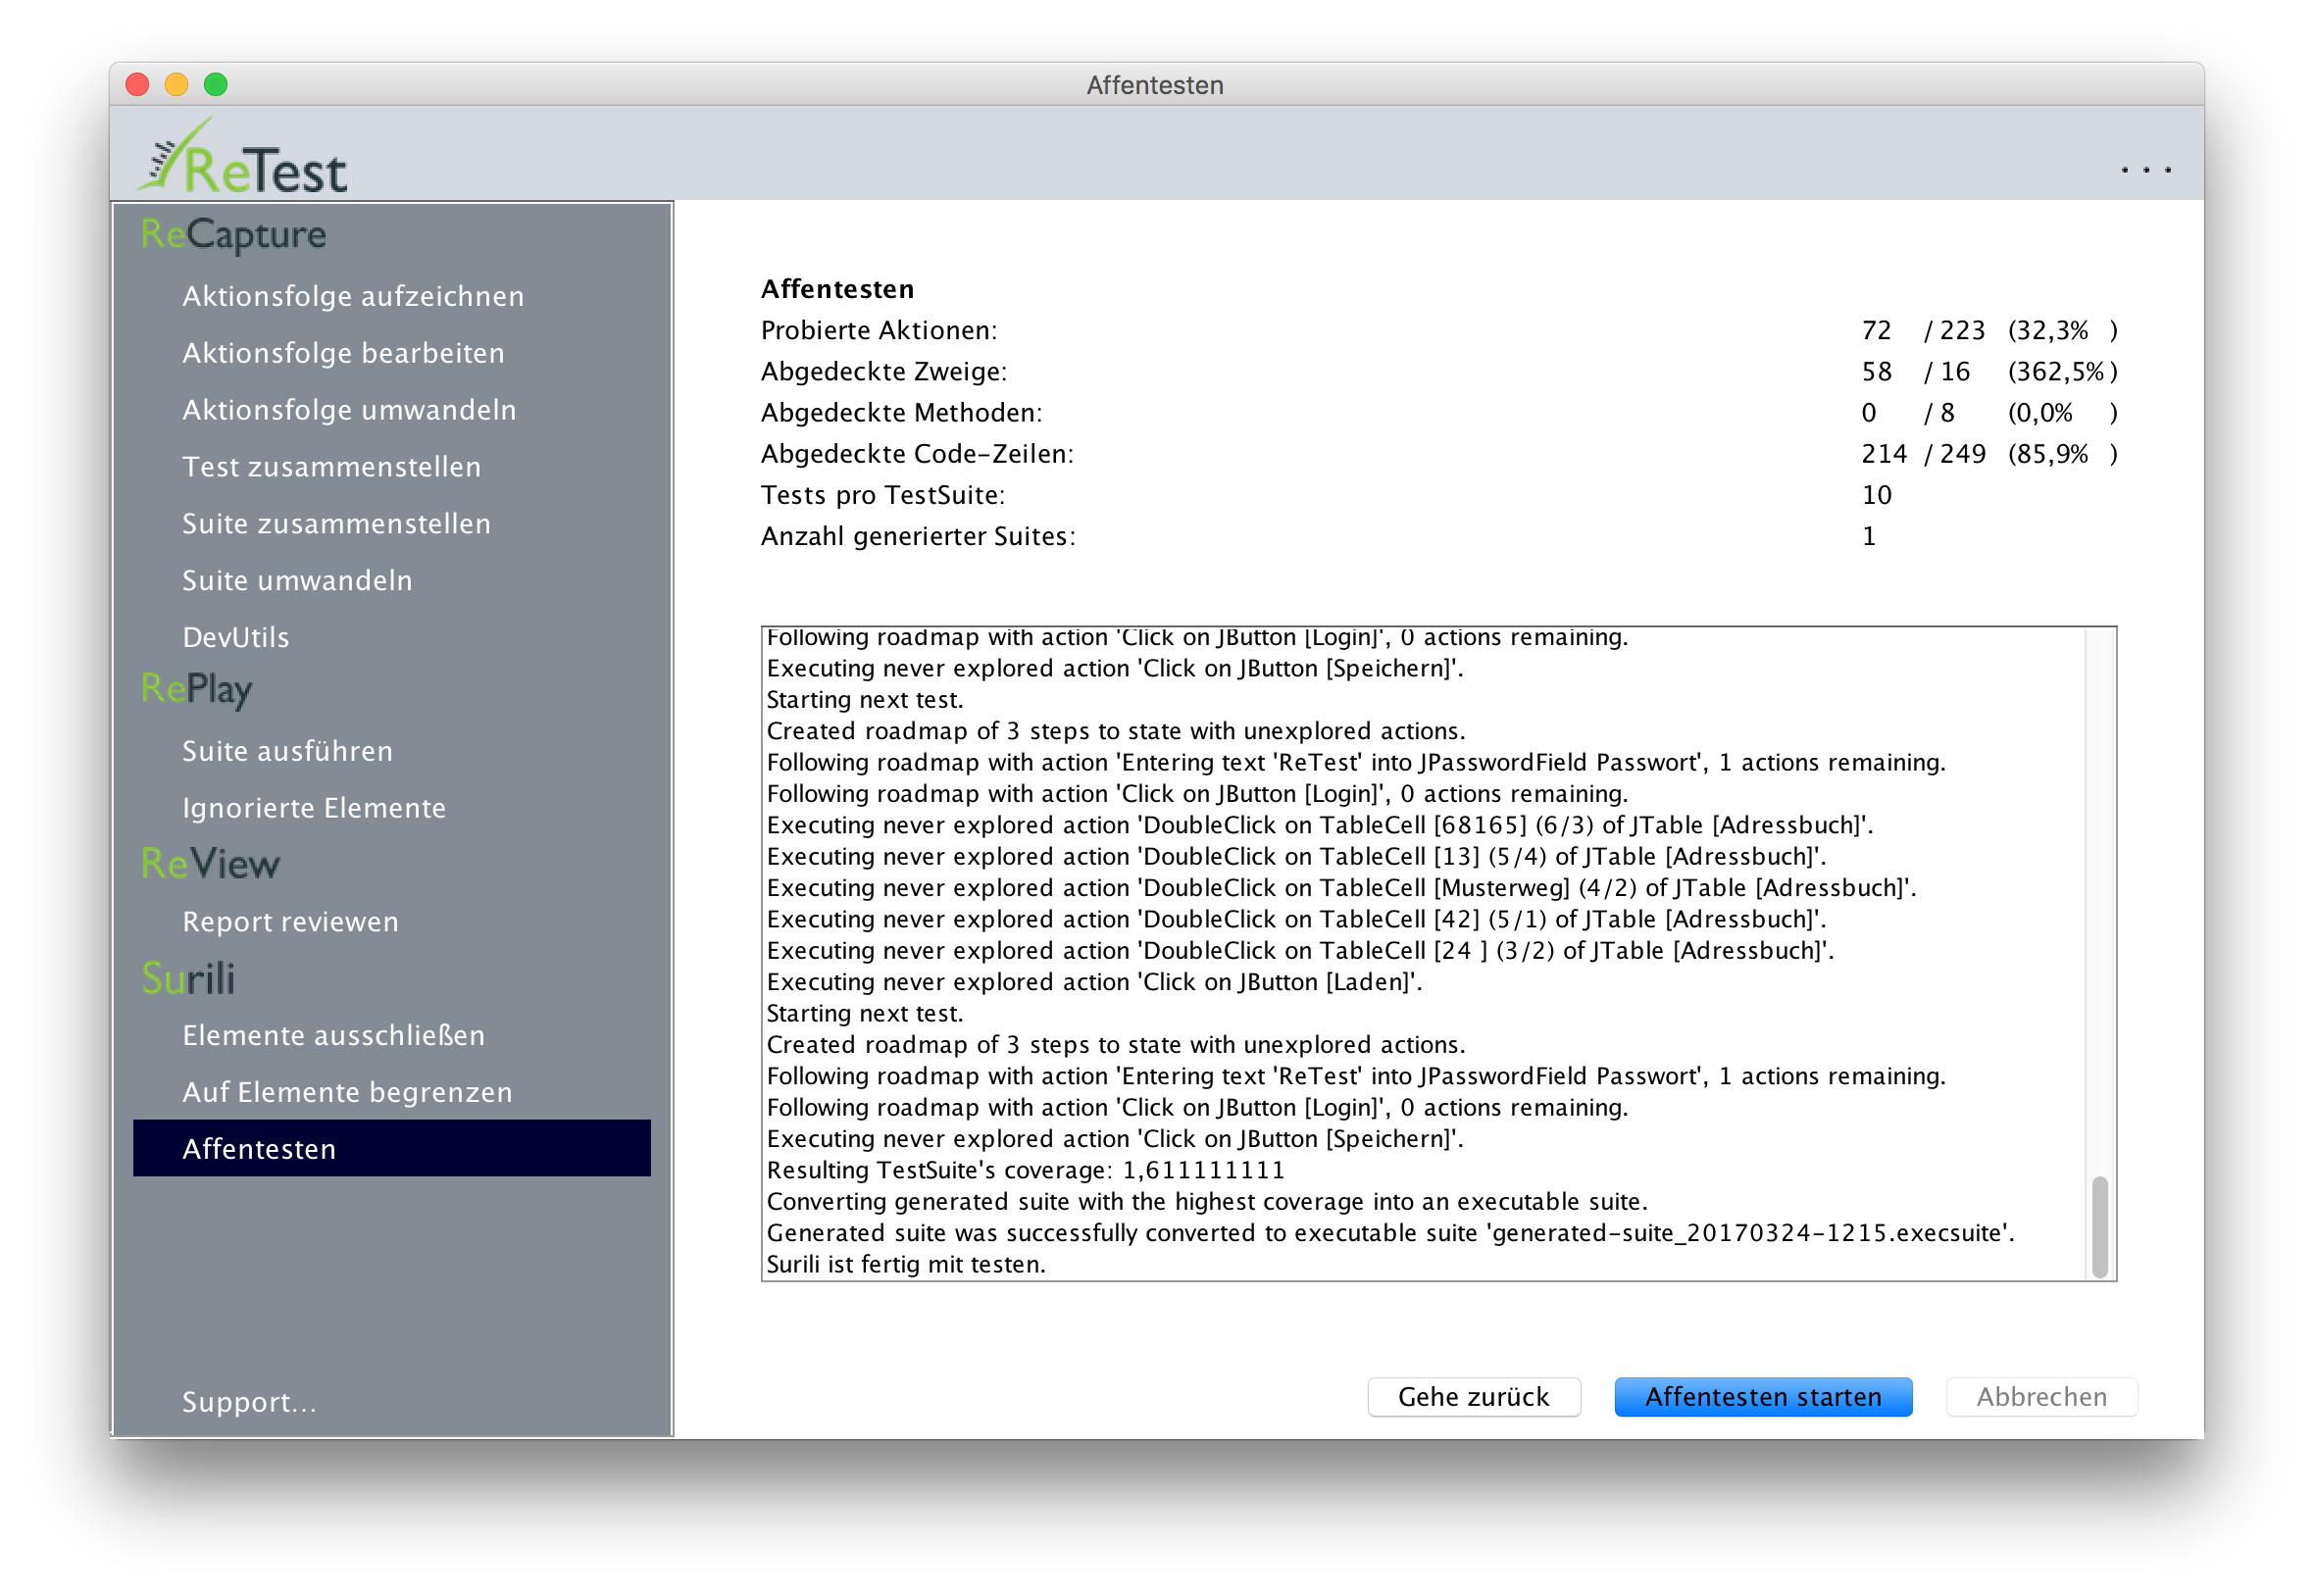 Affentesten
ReTest
...
ReCapture
Aktionsfolge aufzeichnen
Aktionsfolge bearbeiten
Aktionsfolge umwandeln
Test zusammenstellen
Suite zusammenstellen
Suite umwandeln
DevUtils
RePlay
Suite ausführen
Ignorierte Elemente
ReView
Report reviewen
Surili
Elemente ausschließen
Auf Elemente begrenzen
Affentesten
Support...
Affentesten
Probierte Aktionen: 72 / 223 (32,3% )
Abgedeckte Zweige: 58 / 16 (362,5% )
Abgedeckte Methoden: 0 / 8 (0,0% )
Abgedeckte Code-Zeilen: 214 / 249 (85,9% )
Tests pro TestSuite: 10
Anzahl generierter Suites: 1
Following roadmap with action 'Click on JButton [Login]', 0 actions remaining.
Executing never explored action 'Click on JButton [Speichern]'.
Starting next test.
Created roadmap of 3 steps to state with unexplored actions.
Following roadmap with action 'Entering text 'ReTest' into JPasswordField Passwort', 1 actions remaining.
Following roadmap with action 'Click on JButton [Login]', 0 actions remaining.
Executing never explored action 'DoubleClick on TableCell [68165] (6/3) of JTable [Adressbuch]'.
Executing never explored action 'DoubleClick on TableCell [13] (5/4) of JTable [Adressbuch]'.
Executing never explored action 'DoubleClick on TableCell [Musterweg] (4/2) of JTable [Adressbuch]'.
Executing never explored action 'DoubleClick on TableCell [42] (5/1) of JTable [Adressbuch]'.
Executing never explored action 'DoubleClick on TableCell [24 ] (3/2) of JTable [Adressbuch]'.
Executing never explored action 'Click on JButton [Laden]'.
Starting next test.
Created roadmap of 3 steps to state with unexplored actions.
Following roadmap with action 'Entering text 'ReTest' into JPasswordField Passwort', 1 actions remaining.
Following roadmap with action 'Click on JButton [Login]', 0 actions remaining.
Executing never explored action 'Click on JButton [Speichern]'.
Resulting TestSuite's coverage: 1,611111111
Converting generated suite with the highest coverage into an executable suite.
Generated suite was successfully converted to executable suite 'generated-suite_20170324-1215.execsuite'.
Surili ist fertig mit testen.
Gehe zurück
Affentesten starten
Abbrechen